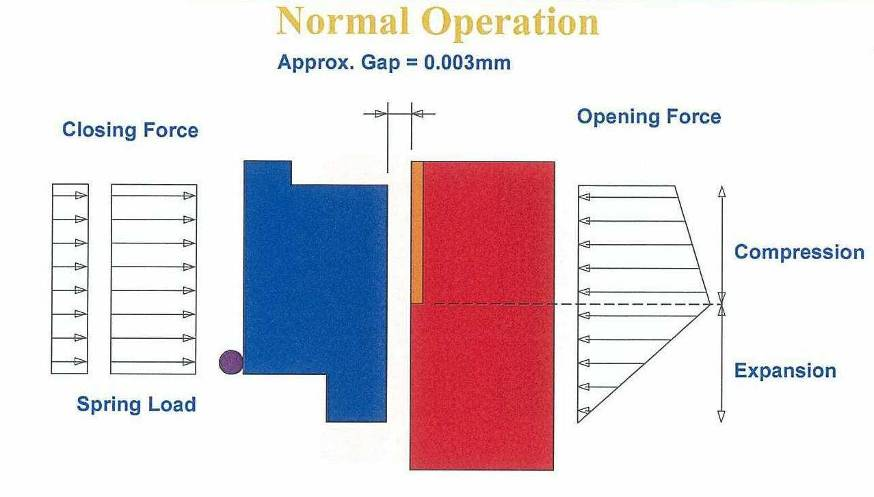 Normal Operation
Approx. Gap = 0.003mm
Closing Force
Opening Force
Compression
Expansion
Spring Load